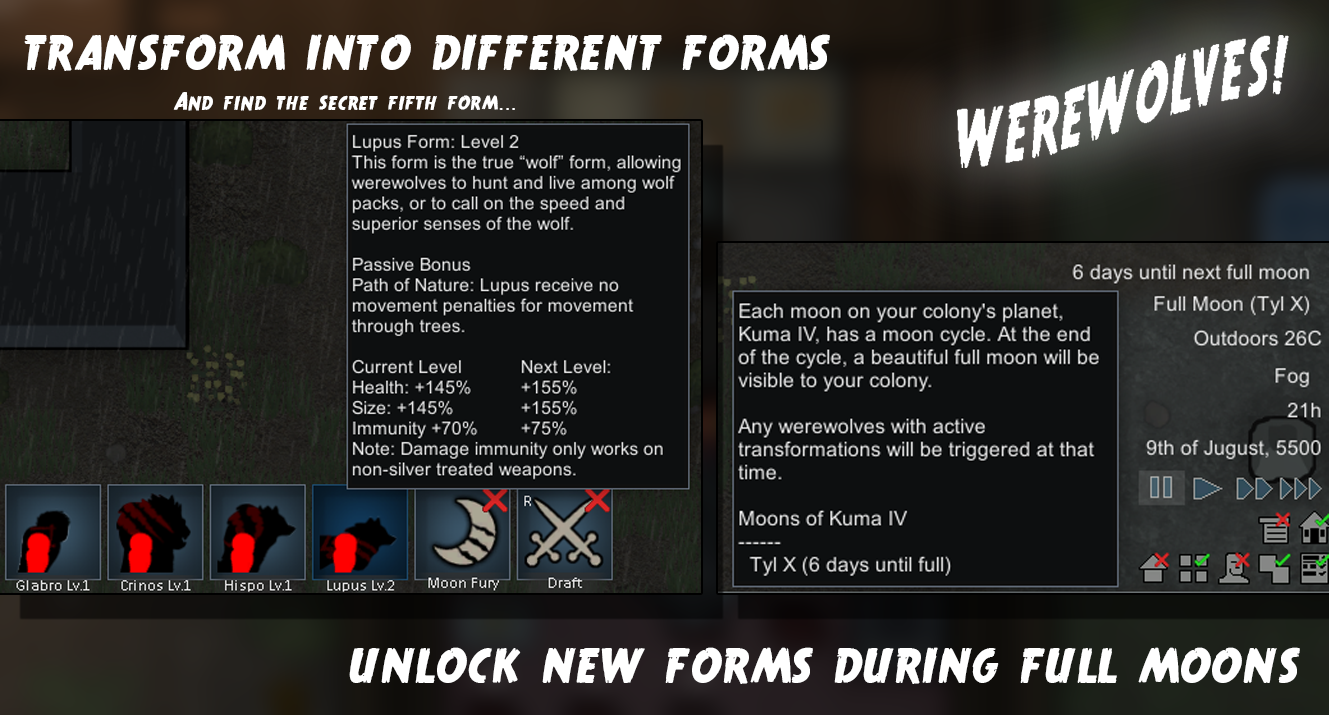 TRANSFORM INTO DIFFERENT FORMS
AND FIND THE SECRET FIFTH FORM...
WEREWOLVES!
Lupus Form: Level 2
This form is the true “wolf” form, allowing
werewolves to hunt and live among wolf
packs, or to call on the speed and
superior senses of the wolf.
Passive Bonus
Path of Nature: Lupus receive no
movement penalties for movement
through trees.
Current Level Next Level:
Health: +145% +155%
Size: +145% +155%
Immunity +70% +75%
Note: Damage immunity only works on
non-silver treated weapons.
Glabro Lv.1
Crinos Lv.1
Hispo Lv.1
Lupus Lv.2
Moon Fury
R
Draft
6 days until next full moon
Full Moon (Tyl X)
Outdoors 26C
Fog
21h
9th of Jugust, 5500
Each moon on your colony's planet,
Kuma IV, has a moon cycle. At the end
of the cycle, a beautiful full moon will be
visible to your colony.
Any werewolves with active
transformations will be triggered at that
time.
Moons of Kuma IV
------
Tyl X (6 days until full)
UNLOCK NEW FORMS DURING FULL MOONS